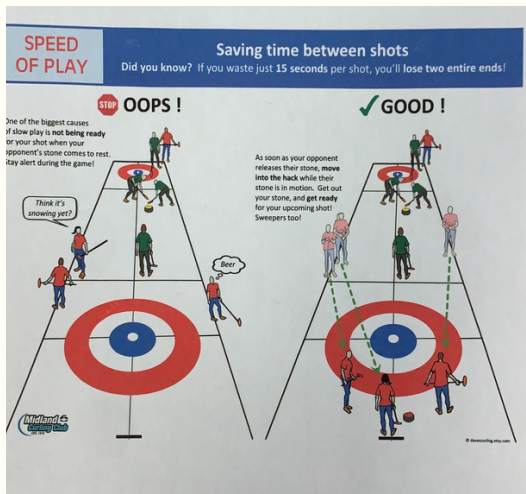 SPEED
OF PLAY
Saving time between shots
Did you know? If you waste just 15 seconds per shot, you'll lose two entire ends!
STOP OOPS !
GOOD !
One of the biggest causes
of slow play is not being ready
for your shot when your
opponent's stone comes to rest.
Stay alert during the game!
As soon as your opponent
releases their stone, move
into the hack while their
stone is in motion. Get out
your stone, and get ready
for your upcoming shot!
Sweepers too!
Think it's
snowing yet?
Beer
Midland
Curling Club